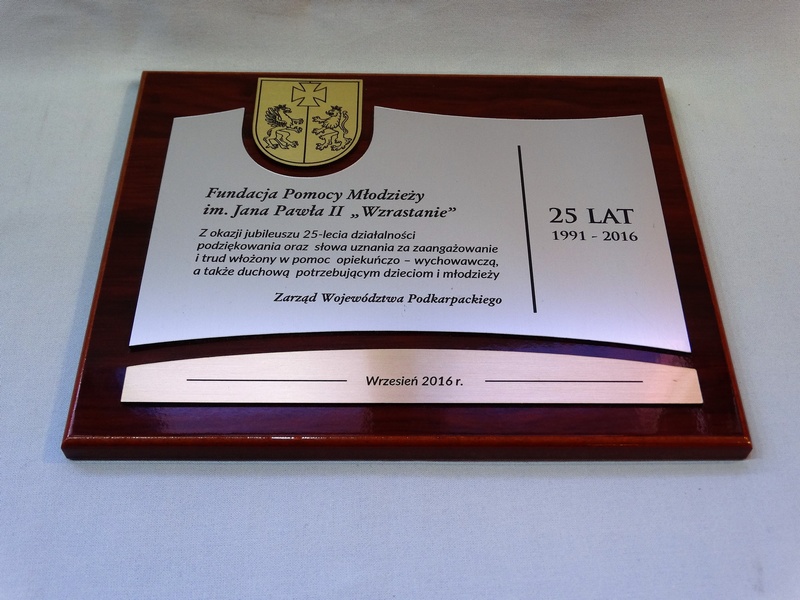 Fundacja Pomocy Młodzieży
im. Jana Pawła II „Wzrastanie”
Z okazji jubileuszu 25-lecia działalności
podziękowania oraz słowa uznania za zaangażowanie
i trud włożony w pomoc opiekuńczo – wychowawczą,
a także duchową potrzebującym dzieciom i młodzieży
Zarząd Województwa Podkarpackiego
25 LAT
1991 - 2016
Wrzesień 2016 r.